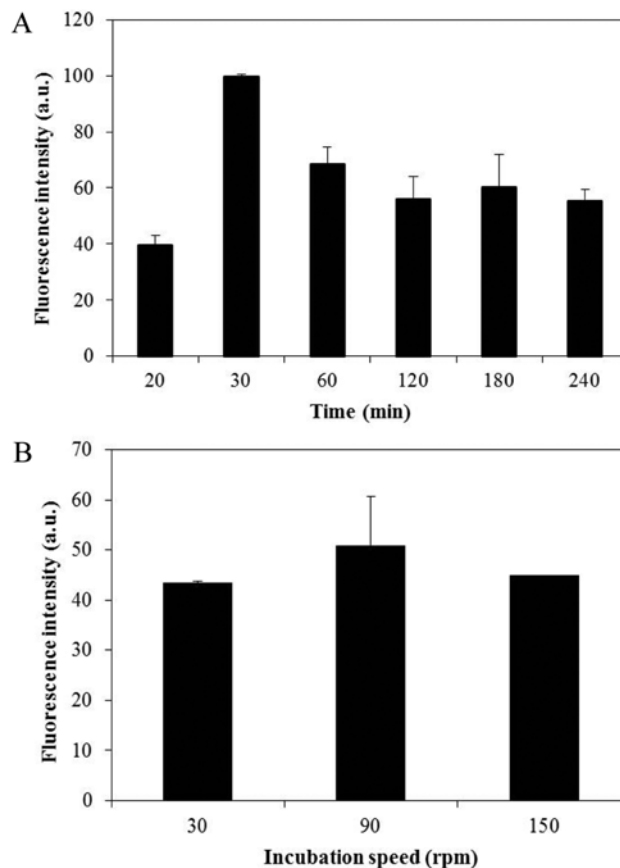 A
Fluorescence intensity (a.u.)
120
100
80
60
40
20
0
20 30 60 120 180 240
Time (min)
B
Fluorescence intensity (a.u.)
70
60
50
40
30
20
10
0
30 90 150
Incubation speed (rpm)